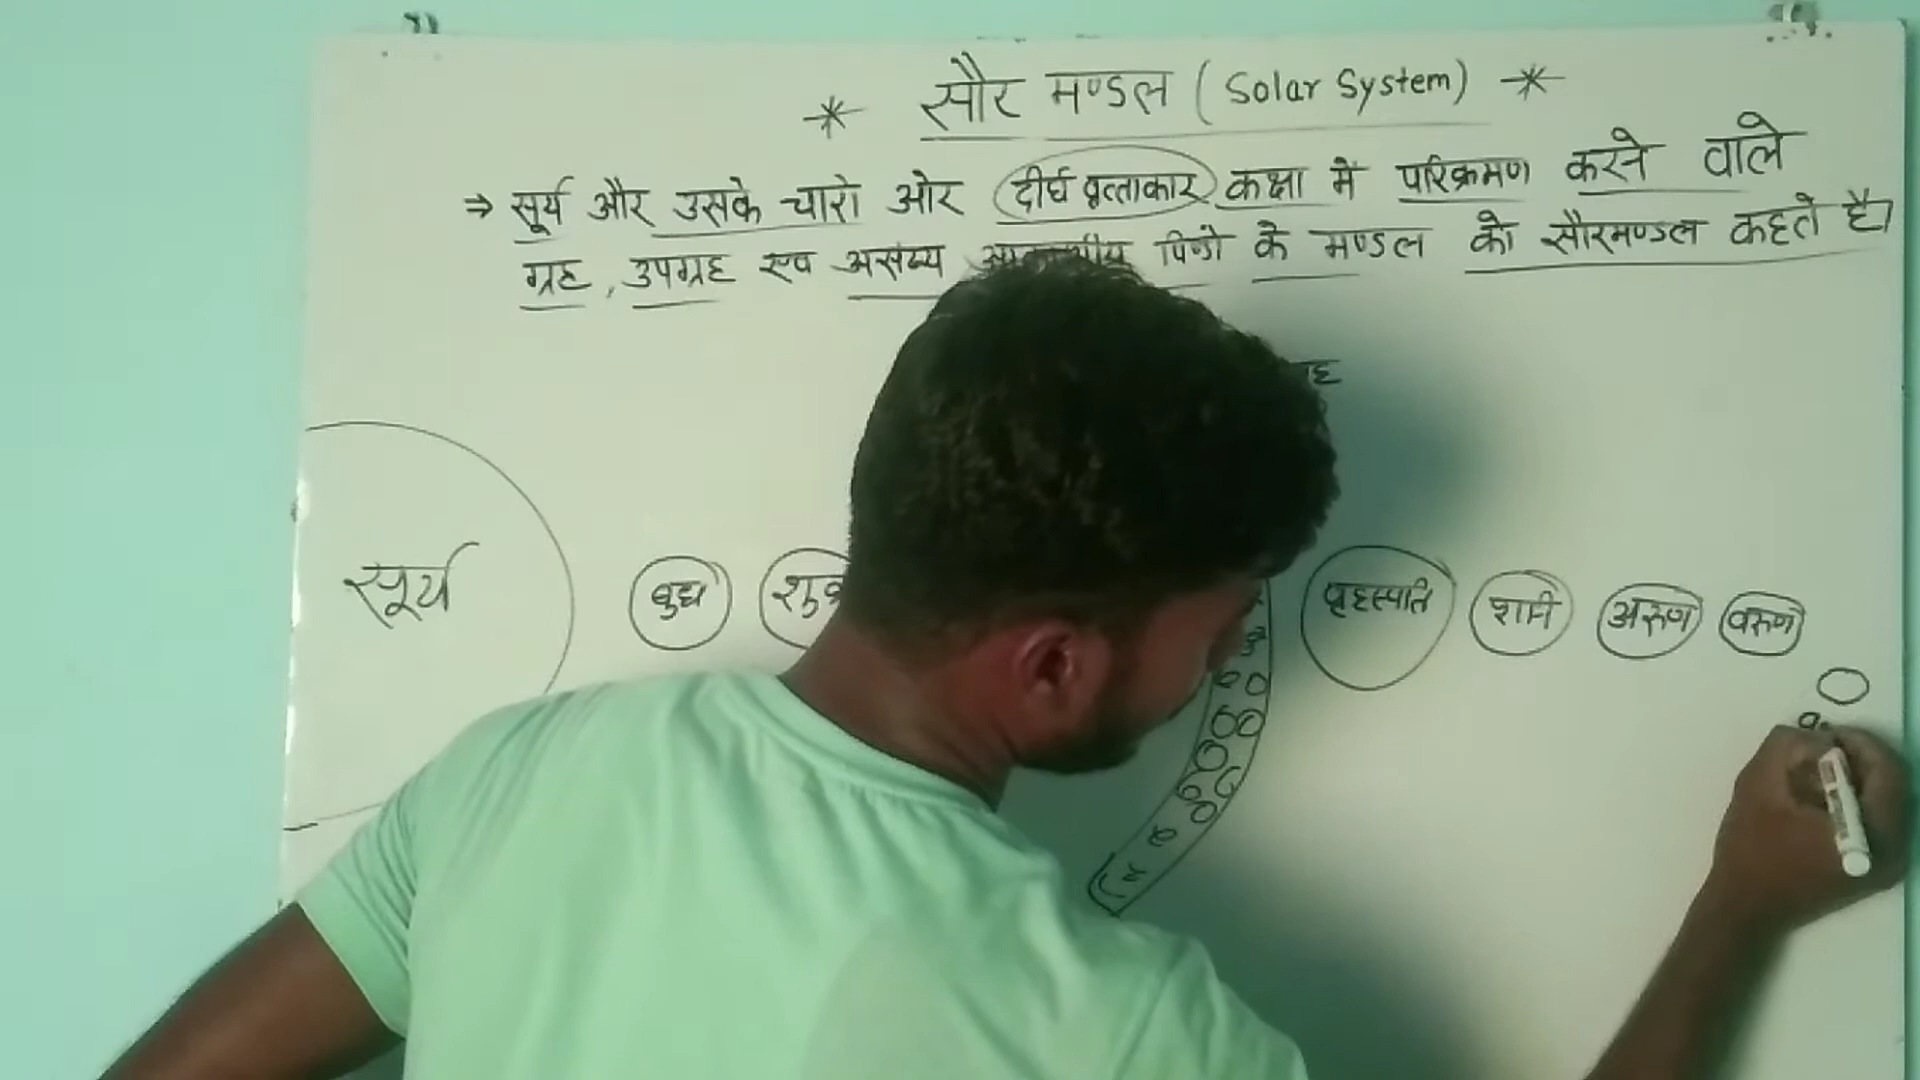 * सौर मण्डल ( Solar System) *
⇒ सूर्य और उसके चारो ओर दीर्घ वृत्ताकार कक्षा में परिक्रमण करने वाले
ग्रह, उपग्रह एवं असंख्य पिण्डो के मण्डल को सौरमण्डल कहते है।
सूर्य
बुध
शुक्र
बृहस्पति
शनि
अरुण
वरुण